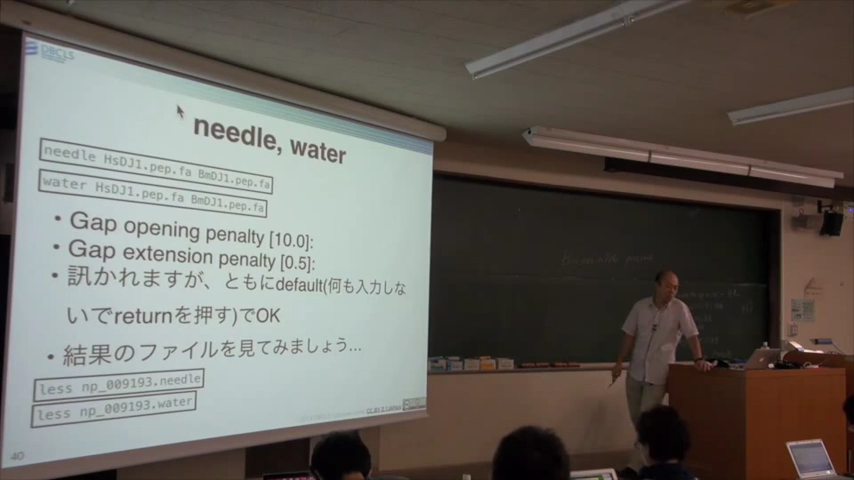 DBCLS
needle, water
needle HsDJ1.pep.fa BmDJ1.pep.fa
water HsDJ1.pep.fa BmDJ1.pep.fa
• Gap opening penalty [10.0]:
• Gap extension penalty [0.5]:
• 訊かれますが、ともにdefault(何も入力しな
いでreturnを押す)でOK
• 結果のファイルを見てみましょう...
less np_009193.needle
less np_009193.water
40